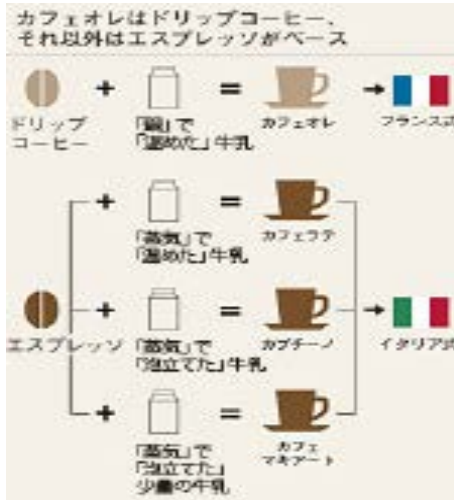 カフェオレはドリップコーヒー、
それ以外はエスプレッソがベース
+
=
ドリップ
コーヒー
「鍋」で
「温めた」牛乳
カフェオレ
フランス式
+
=
「蒸気」で
「温めた」牛乳
カフェラテ
+
=
エスプレッソ
「蒸気」で
「泡立てた」牛乳
カプチーノ
イタリア式
+
=
「蒸気」で
「泡立てた」
少量の牛乳
カフェ
マキアート